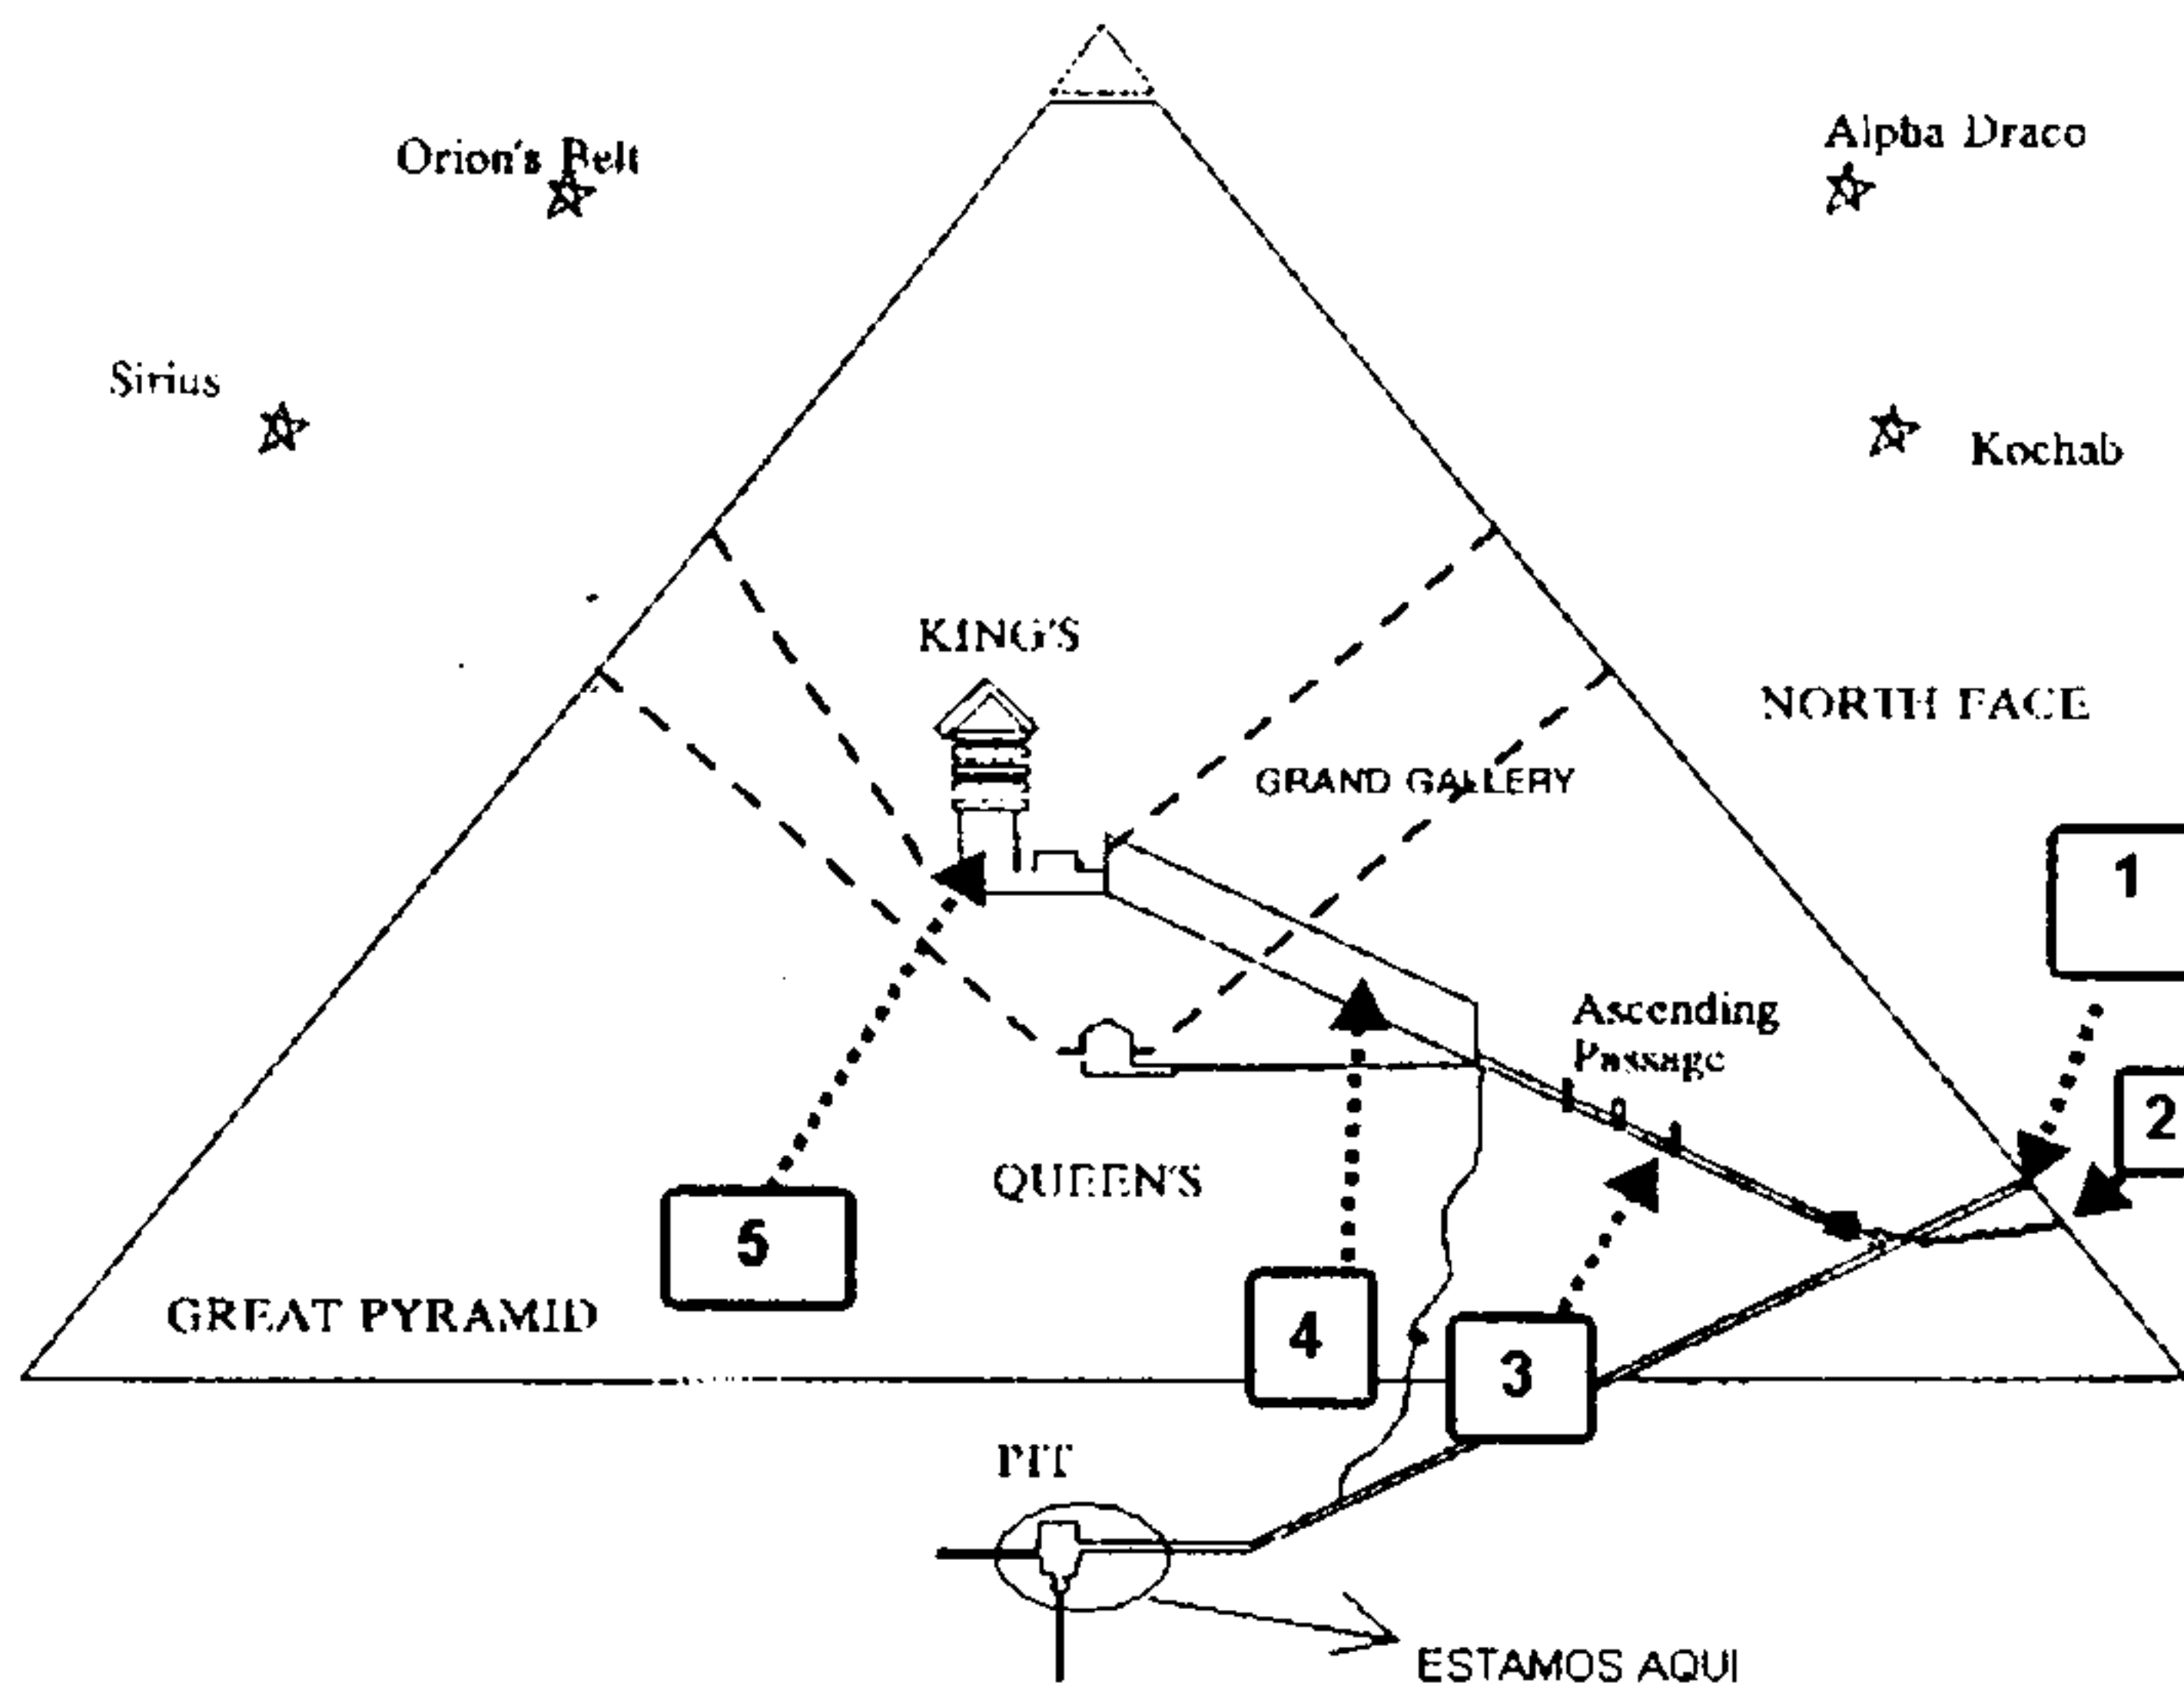 Orion's Belt
Alpha Draco
Sirius
Kochab
KING'S
NORTH FACE
GRAND GALLERY
1
Ascending
Passage
2
QUEEN'S
5
GREAT PYRAMID
4
3
PIT
ESTAMOS AQUI